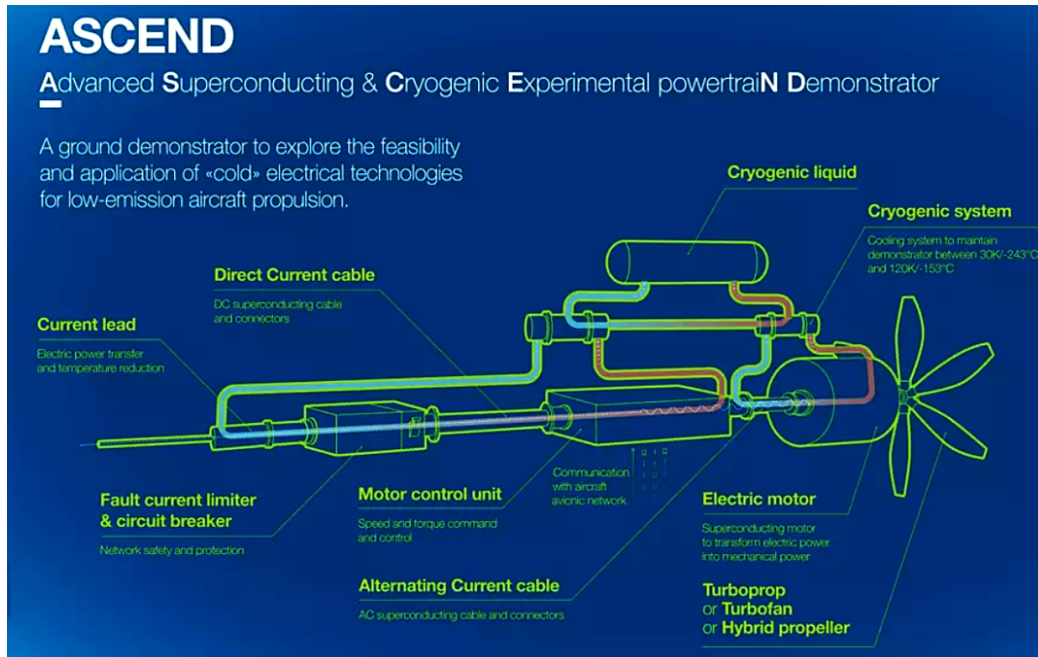 ASCEND
Advanced Superconducting & Cryogenic Experimental powertraiN Demonstrator
A ground demonstrator to explore the feasibility
and application of «cold» electrical technologies
for low-emission aircraft propulsion.
Cryogenic liquid
Cryogenic system
Cooling system to maintain
demonstrator between 30K/-243°C
and 120K/-153°C
Direct Current cable
DC superconducting cable
and connectors
Current lead
Electric power transfer
and temperature reduction
Fault current limiter
& circuit breaker
Network safety and protection
Motor control unit
Speed and torque command
and control
Communication
with aircraft
avionic network
Alternating Current cable
AC superconducting cable and connectors
Electric motor
Superconducting motor
to transform electric power
into mechanical power
Turboprop
or Turbofan
or Hybrid propeller